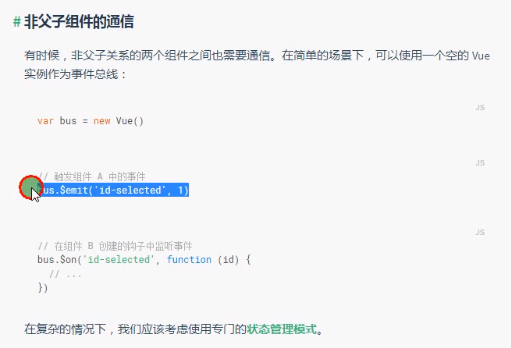 # 非父子组件的通信
有时候，非父子关系的两个组件之间也需要通信。在简单的场景下，可以使用一个空的 Vue
实例作为事件总线：
JS
var bus = new Vue()
JS
// 触发组件 A 中的事件
bus.$emit('id-selected', 1)
JS
// 在组件 B 创建的钩子中监听事件
bus.$on('id-selected', function (id) {
// ...
})
在复杂的情况下，我们应该考虑使用专门的状态管理模式。